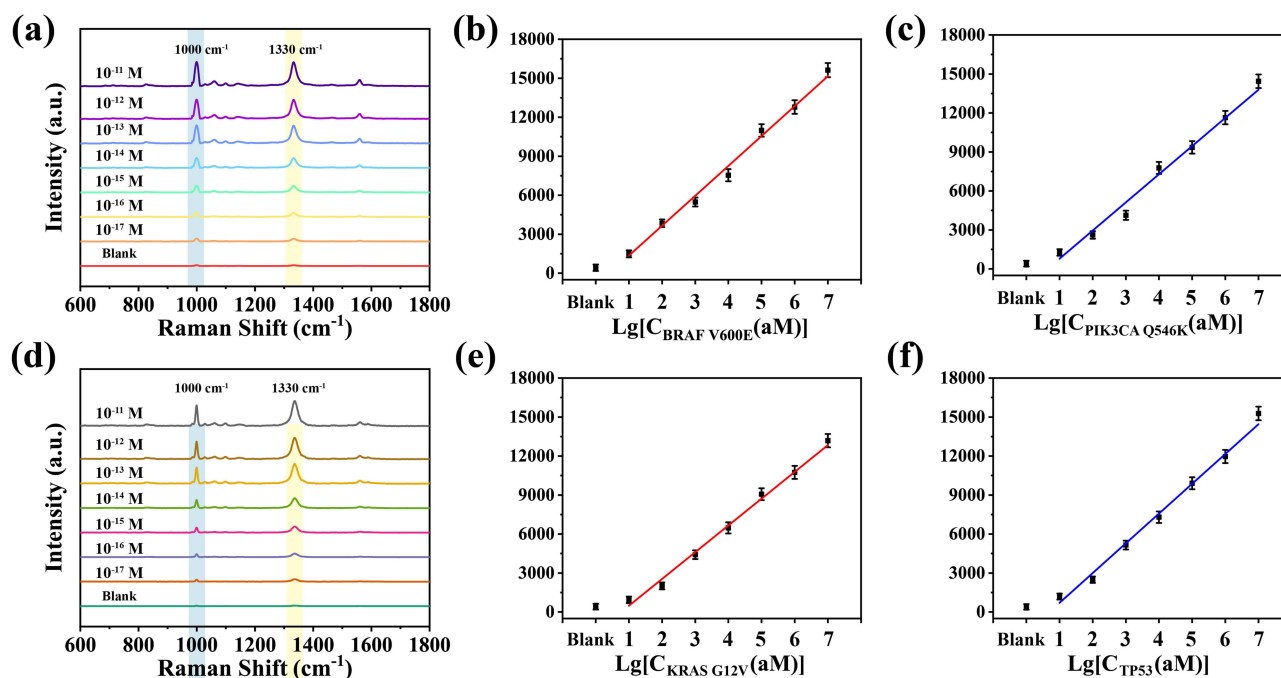 (a)
1000 cm⁻¹ 1330 cm⁻¹
10⁻¹¹ M
10⁻¹² M
10⁻¹³ M
10⁻¹⁴ M
10⁻¹⁵ M
10⁻¹⁶ M
10⁻¹⁷ M
Blank
Intensity (a.u.)
600 800 1000 1200 1400 1600 1800
Raman Shift (cm⁻¹)
(b)
18000
15000
12000
9000
6000
3000
0
Blank 1 2 3 4 5 6 7
Lg[C_BRAF V600E(aM)]
(c)
18000
15000
12000
9000
6000
3000
0
Blank 1 2 3 4 5 6 7
Lg[C_PIK3CA Q546K(aM)]
(d)
1000 cm⁻¹ 1330 cm⁻¹
10⁻¹¹ M
10⁻¹² M
10⁻¹³ M
10⁻¹⁴ M
10⁻¹⁵ M
10⁻¹⁶ M
10⁻¹⁷ M
Blank
Intensity (a.u.)
600 800 1000 1200 1400 1600 1800
Raman Shift (cm⁻¹)
(e)
18000
15000
12000
9000
6000
3000
0
Blank 1 2 3 4 5 6 7
Lg[C_KRAS G12V(aM)]
(f)
18000
15000
12000
9000
6000
3000
0
Blank 1 2 3 4 5 6 7
Lg[C_TP53(aM)]